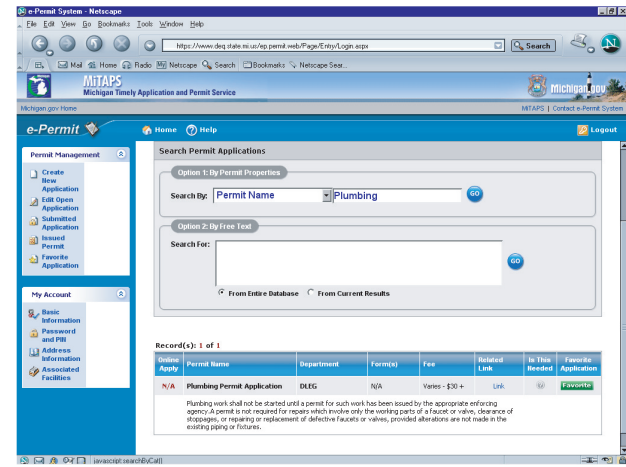 e-Permit System - Netscape
File Edit View Go Bookmarks Tools Window Help
https://www.deq.state.mi.us/ep.permit.web/Page/Entry/Login.aspx
Search
Mail Home Radio My Netscape Search Bookmarks Netscape Sear...
MiTAPS
Michigan Timely Application and Permit Service
Michigan.gov
Michigan.gov Home
MiTAPS | Contact e-Permit System
e-Permit
Home Help
Logout
Permit Management
Create New Application
Edit Open Application
Submitted Application
Issued Permit
Favorite Application
My Account
Basic Information
Password and PIN
Address Information
Associated Facilities
Search Permit Applications
Option 1: By Permit Properties
Search By: Permit Name Plumbing GO
Option 2: By Free Text
Search For:
GO
From Entire Database From Current Results
Record(s): 1 of 1
Online Apply Permit Name Department Form(s) Fee Related Link Is This Needed Favorite Application
N/A Plumbing Permit Application DLEG N/A Varies - $30 + Link Favorite
Plumbing work shall not be started until a permit for such work has been issued by the appropriate enforcing
agency.A permit is not required for repairs which involve only the working parts of a faucet or valve, clearance of
stoppages, or repairing or replacement of defective faucets or valves, provided alterations are not made in the
existing piping or fixtures.
javascript:searchByCat()